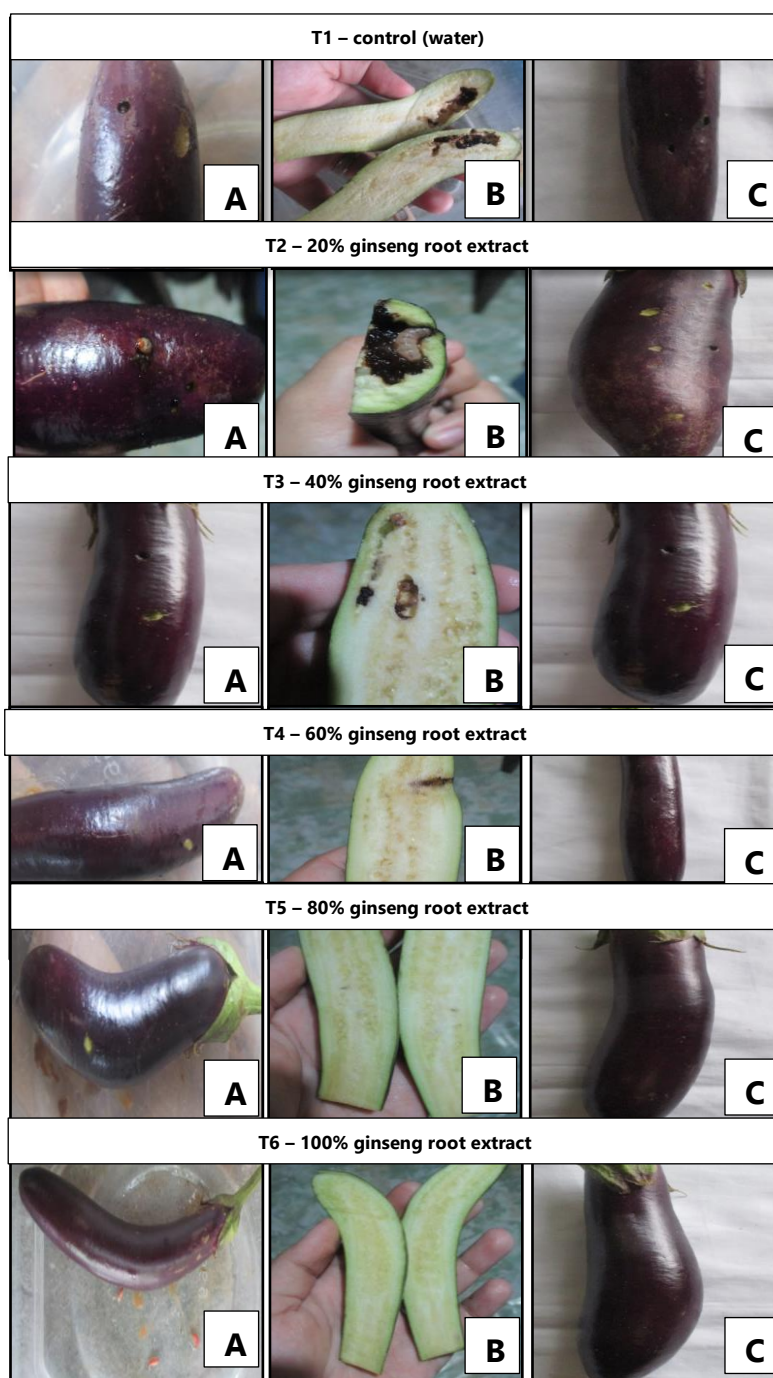 T1 – control (water)
A
B
C
T2 – 20% ginseng root extract
A
B
C
T3 – 40% ginseng root extract
A
B
C
T4 – 60% ginseng root extract
A
B
C
T5 – 80% ginseng root extract
A
B
C
T6 – 100% ginseng root extract
A
B
C